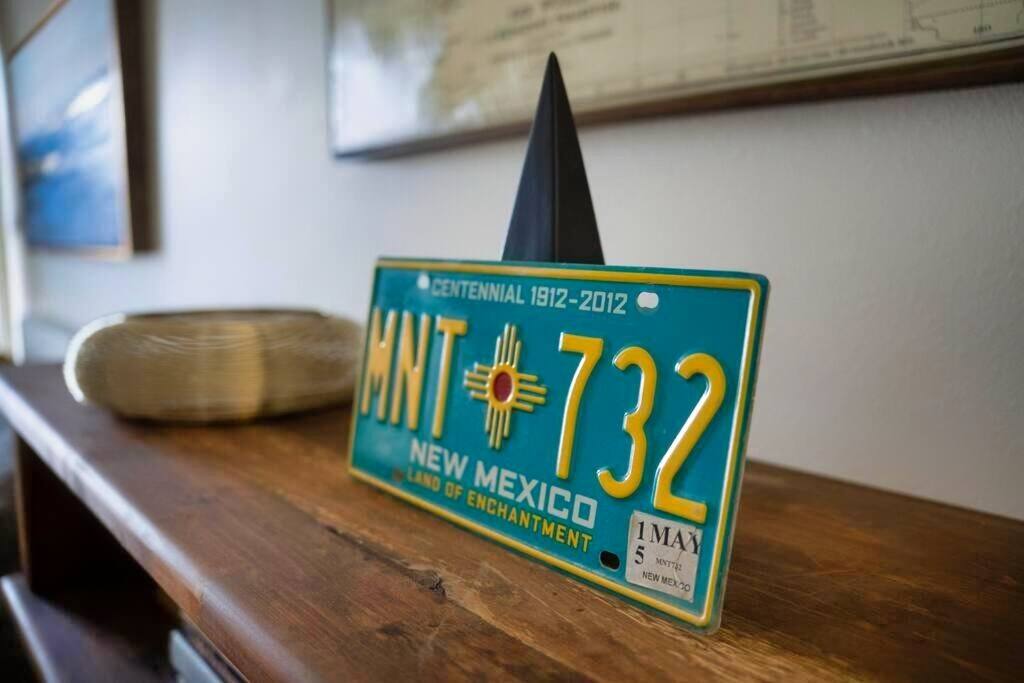 CENTENNIAL 1912-2012
MNT 732
NEW MEXICO
LAND OF ENCHANTMENT
1 MAY
5
MNT732
NEW MEXICO